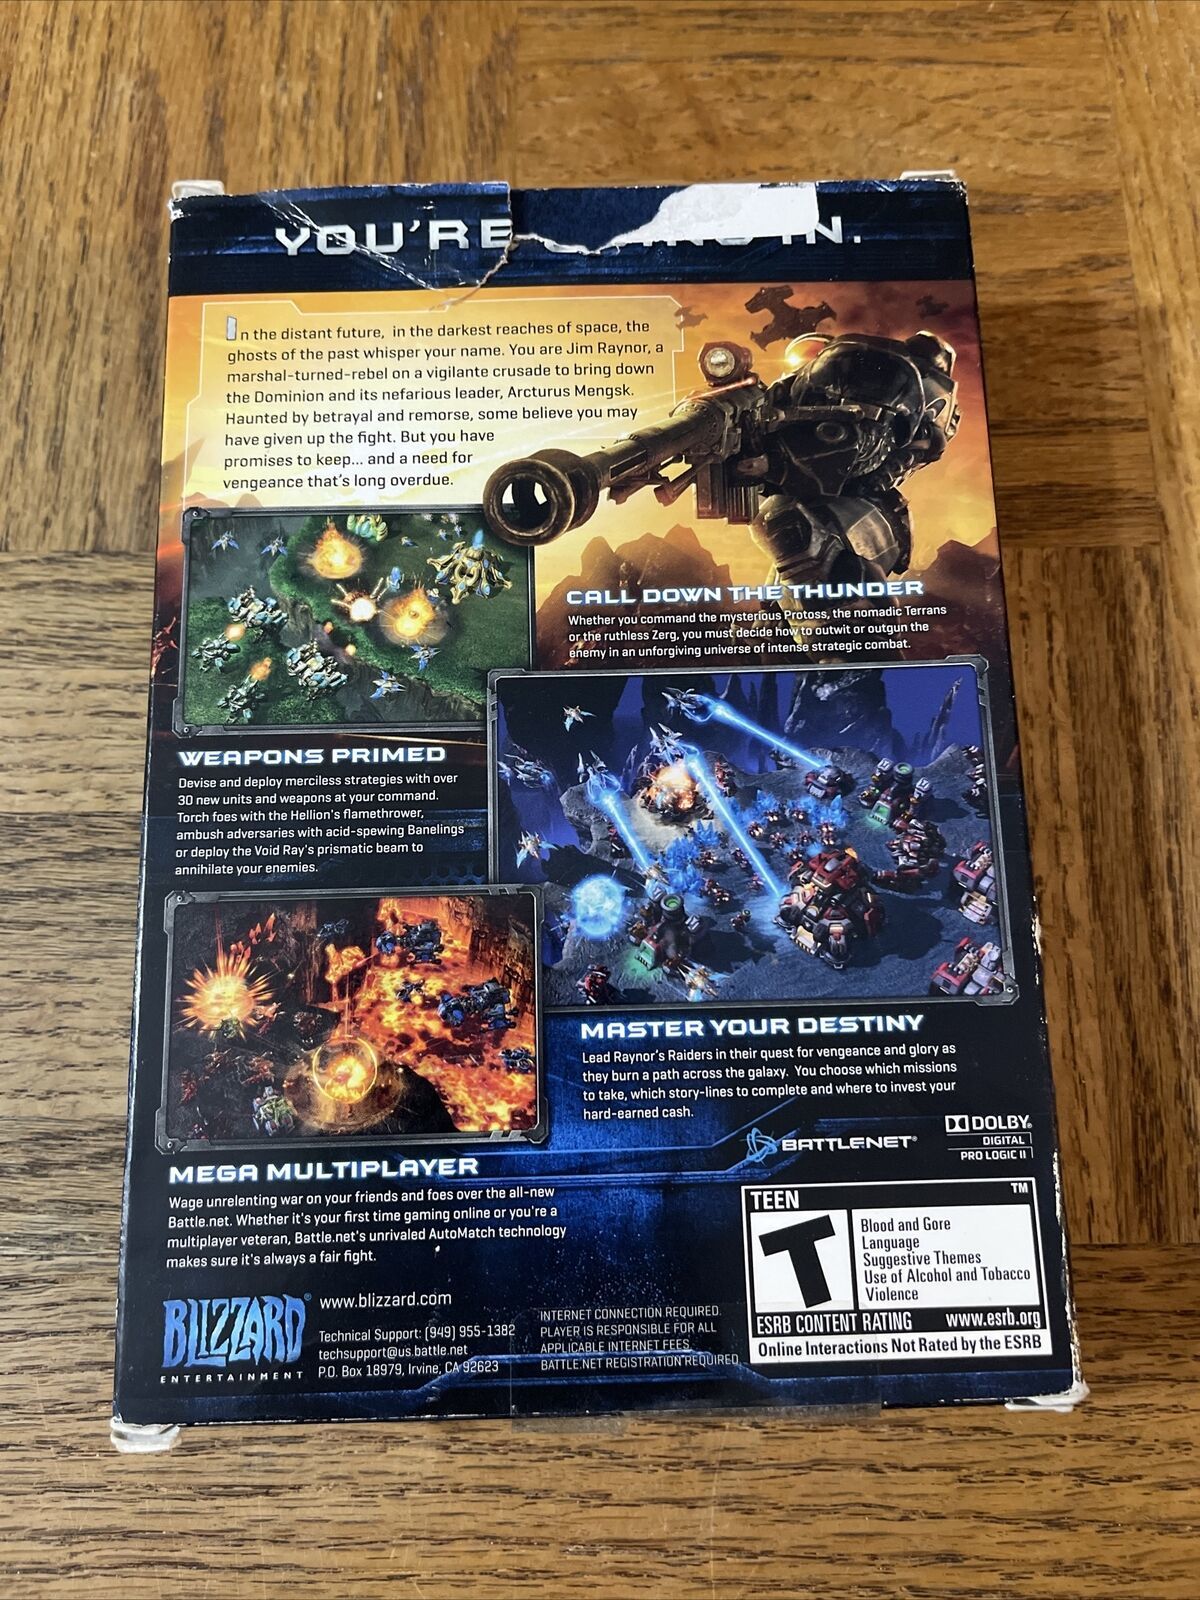 YOU'RE IN.
In the distant future, in the darkest reaches of space, the
ghosts of the past whisper your name. You are Jim Raynor, a
marshal-turned-rebel on a vigilante crusade to bring down
the Dominion and its nefarious leader, Arcturus Mengsk.
Haunted by betrayal and remorse, some believe you may
have given up the fight. But you have
promises to keep... and a need for
vengeance that's long overdue.
CALL DOWN THE THUNDER
Whether you command the mysterious Protoss, the nomadic Terrans
or the ruthless Zerg, you must decide how to outwit or outgun the
enemy in an unforgiving universe of intense strategic combat.
WEAPONS PRIMED
Devise and deploy merciless strategies with over
30 new units and weapons at your command.
Torch foes with the Hellion's flamethrower,
ambush adversaries with acid-spewing Banelings
or deploy the Void Ray's prismatic beam to
annihilate your enemies.
MASTER YOUR DESTINY
Lead Raynor's Raiders in their quest for vengeance and glory as
they burn a path across the galaxy. You choose which missions
to take, which story-lines to complete and where to invest your
hard-earned cash.
MEGA MULTIPLAYER
Wage unrelenting war on your friends and foes over the all-new
Battle.net. Whether it's your first time gaming online or you're a
multiplayer veteran, Battle.net's unrivaled AutoMatch technology
makes sure it's always a fair fight.
BATTLE.NET®
DOLBY®
DIGITAL
PRO LOGIC II
TEEN ™
T
Blood and Gore
Language
Suggestive Themes
Use of Alcohol and Tobacco
Violence
ESRB CONTENT RATING www.esrb.org
Online Interactions Not Rated by the ESRB
BLIZZARD®
ENTERTAINMENT
www.blizzard.com
Technical Support: (949) 955-1382
techsupport@us.battle.net
P.O. Box 18979, Irvine, CA 92623
INTERNET CONNECTION REQUIRED.
PLAYER IS RESPONSIBLE FOR ALL
APPLICABLE INTERNET FEES.
BATTLE.NET REGISTRATION REQUIRED.